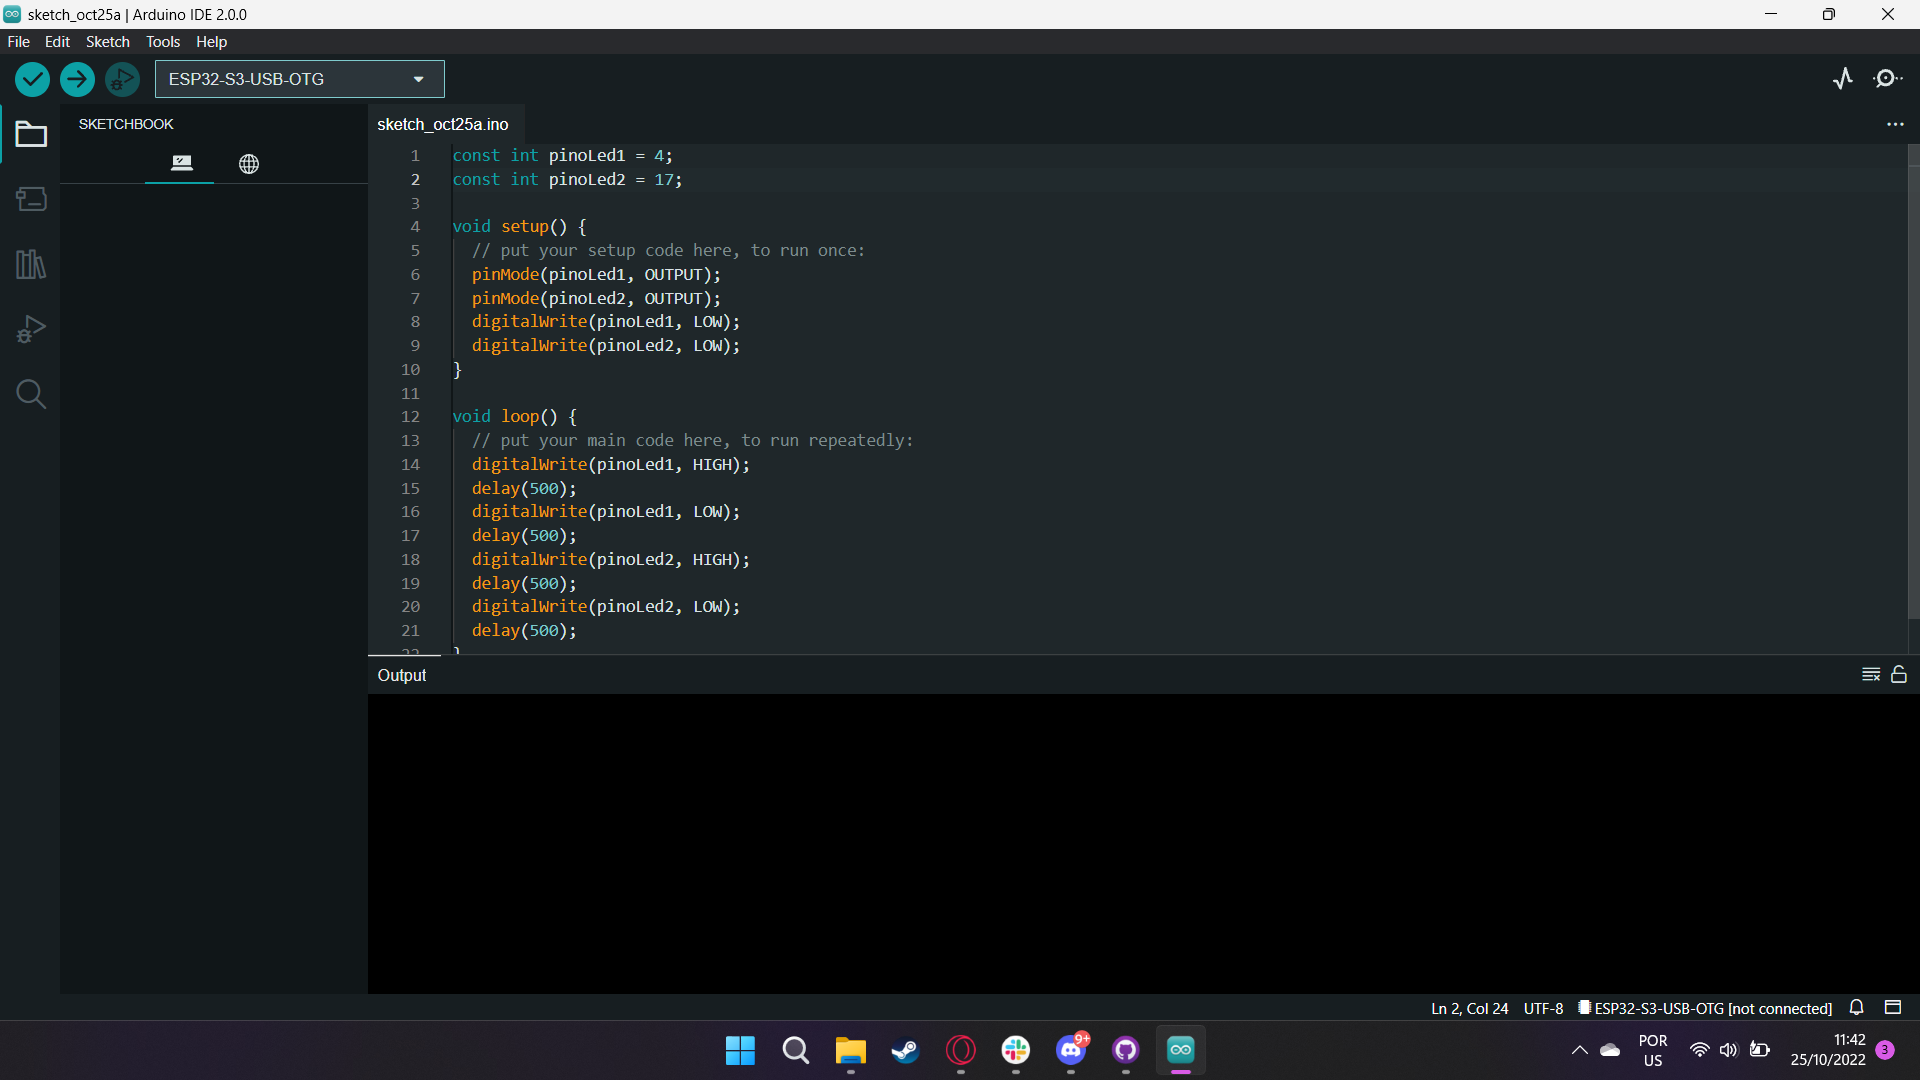 sketch_oct25a | Arduino IDE 2.0.0
File Edit Sketch Tools Help
ESP32-S3-USB-OTG
SKETCHBOOK
sketch_oct25a.ino
1 const int pinoLed1 = 4;
2 const int pinoLed2 = 17;
3
4 void setup() {
5 // put your setup code here, to run once:
6 pinMode(pinoLed1, OUTPUT);
7 pinMode(pinoLed2, OUTPUT);
8 digitalWrite(pinoLed1, LOW);
9 digitalWrite(pinoLed2, LOW);
10 }
11
12 void loop() {
13 // put your main code here, to run repeatedly:
14 digitalWrite(pinoLed1, HIGH);
15 delay(500);
16 digitalWrite(pinoLed1, LOW);
17 delay(500);
18 digitalWrite(pinoLed2, HIGH);
19 delay(500);
20 digitalWrite(pinoLed2, LOW);
21 delay(500);
22 }
Output
Ln 2, Col 24 UTF-8 ESP32-S3-USB-OTG [not connected]
9+
POR
US
11:42
25/10/2022
3